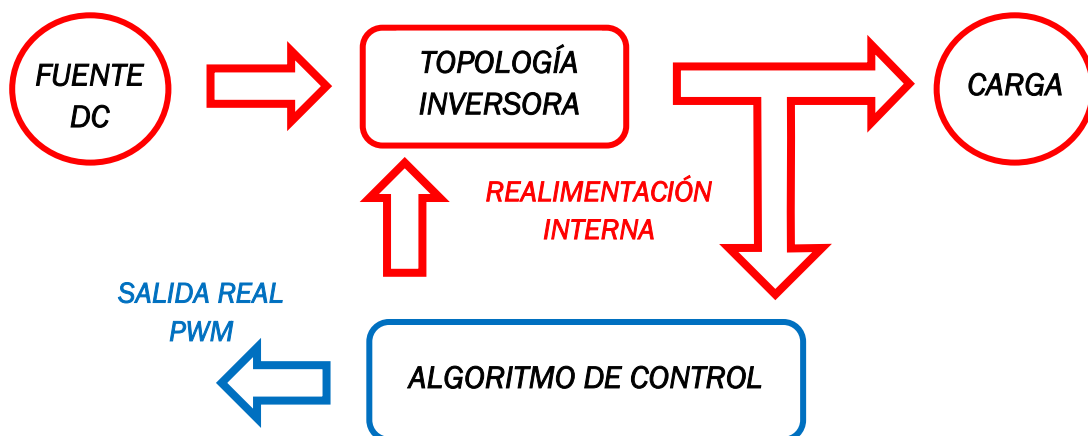 FUENTE
DC
TOPOLOGÍA
INVERSORA
CARGA
REALIMENTACIÓN
INTERNA
SALIDA REAL
PWM
ALGORITMO DE CONTROL